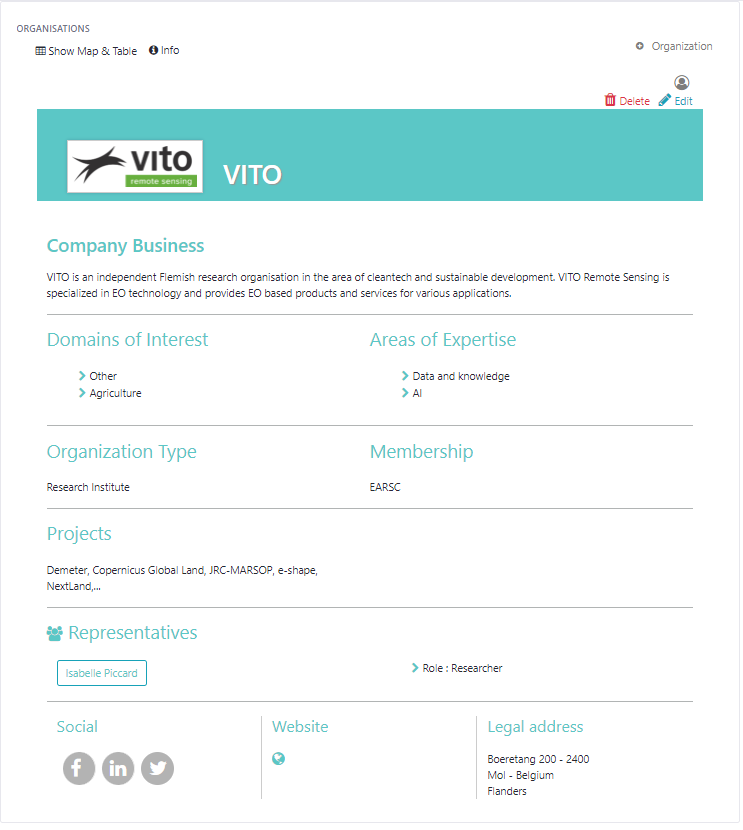 ORGANISATIONS
Show Map & Table Info
Organization
Delete Edit
vito
remote sensing
VITO
Company Business
VITO is an independent Flemish research organisation in the area of cleantech and sustainable development. VITO Remote Sensing is
specialized in EO technology and provides EO based products and services for various applications.
Domains of Interest
Other
Agriculture
Areas of Expertise
Data and knowledge
AI
Organization Type
Research Institute
Membership
EARSC
Projects
Demeter, Copernicus Global Land, JRC-MARSOP, e-shape,
NextLand,...
Representatives
Isabelle Piccard
Role : Researcher
Social
Website
Legal address
Boeretang 200 - 2400
Mol - Belgium
Flanders